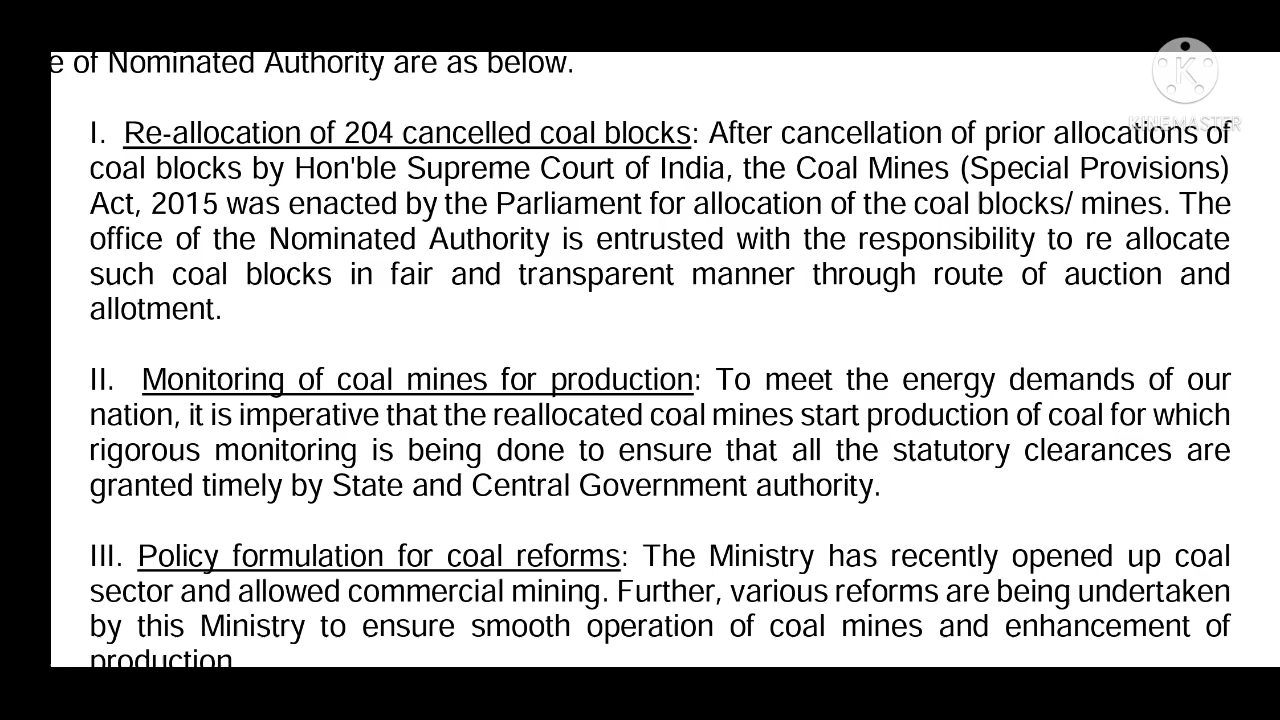 e of Nominated Authority are as below.
KINEMASTER
I. Re-allocation of 204 cancelled coal blocks: After cancellation of prior allocations of
coal blocks by Hon'ble Supreme Court of India, the Coal Mines (Special Provisions)
Act, 2015 was enacted by the Parliament for allocation of the coal blocks/ mines. The
office of the Nominated Authority is entrusted with the responsibility to re allocate
such coal blocks in fair and transparent manner through route of auction and
allotment.
II. Monitoring of coal mines for production: To meet the energy demands of our
nation, it is imperative that the reallocated coal mines start production of coal for which
rigorous monitoring is being done to ensure that all the statutory clearances are
granted timely by State and Central Government authority.
III. Policy formulation for coal reforms: The Ministry has recently opened up coal
sector and allowed commercial mining. Further, various reforms are being undertaken
by this Ministry to ensure smooth operation of coal mines and enhancement of
production